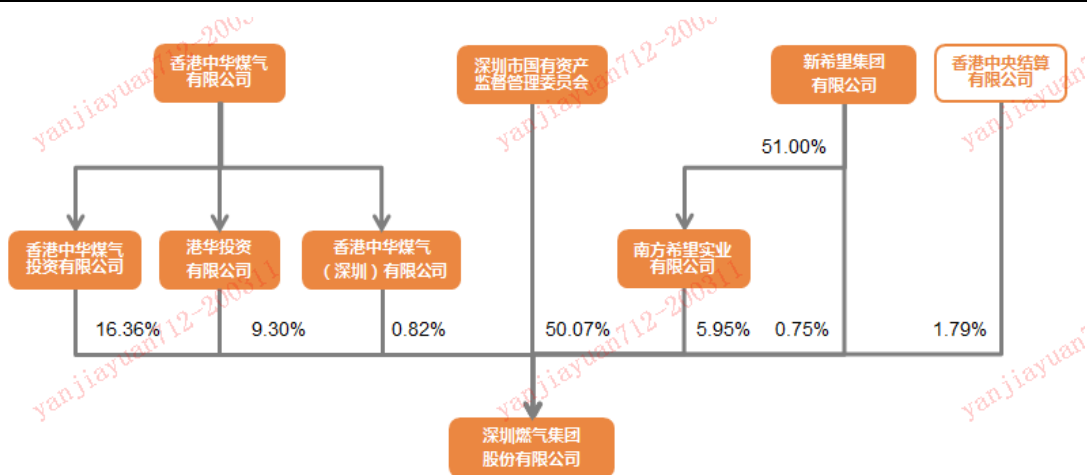 香港中华煤气
有限公司
深圳市国有资产
监督管理委员会
新希望集团
有限公司
香港中央结算
有限公司
51.00%
香港中华煤气
投资有限公司
港华投资
有限公司
香港中华煤气
（深圳）有限公司
南方希望实业
有限公司
16.36%
9.30%
0.82%
50.07%
5.95%
0.75%
1.79%
深圳燃气集团
股份有限公司
yanjiayuan712-200311